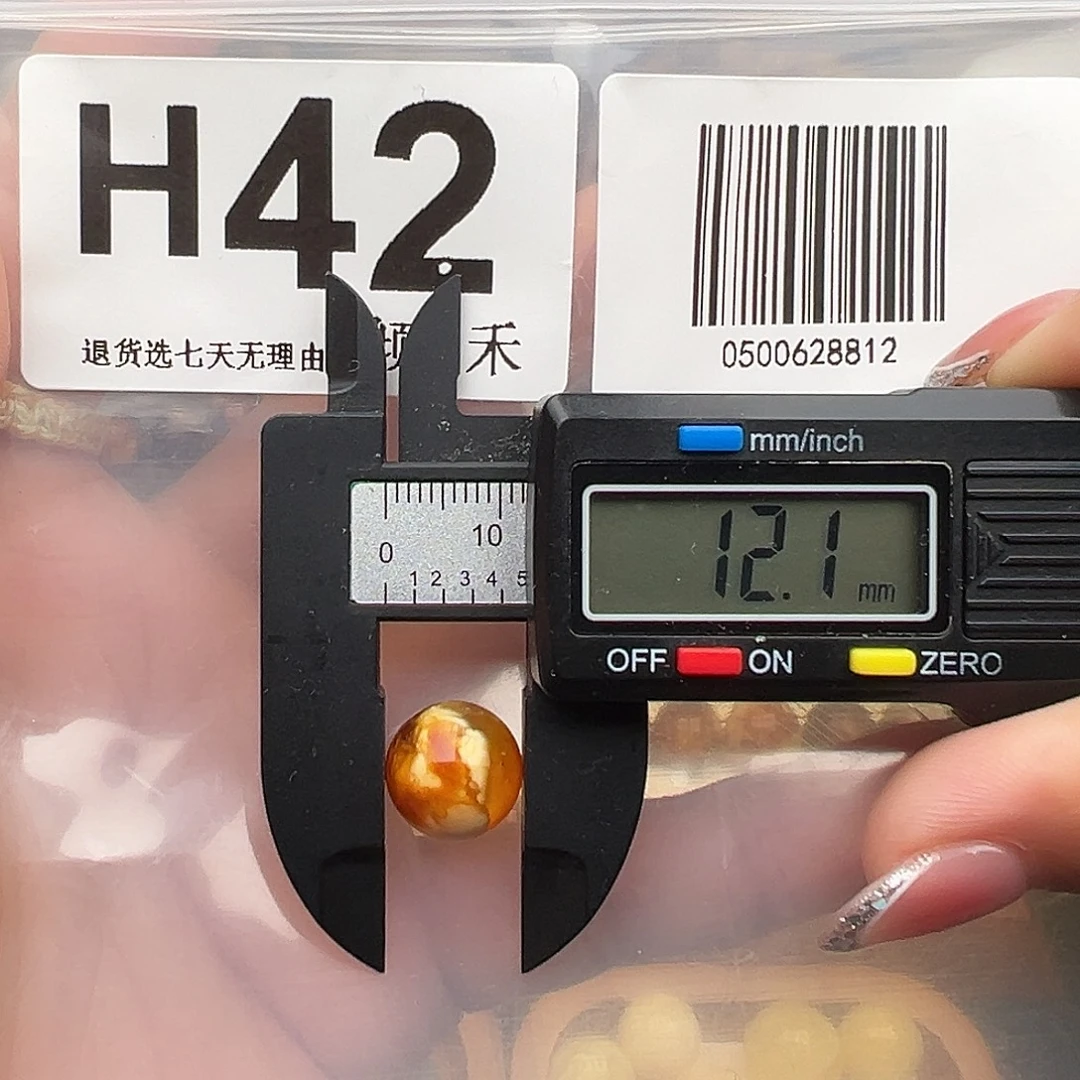 H42
退货选七天无理由
禾
0500628812
mm/inch
12.1 mm
0 10
1 2 3 4 5
OFF ON ZERO